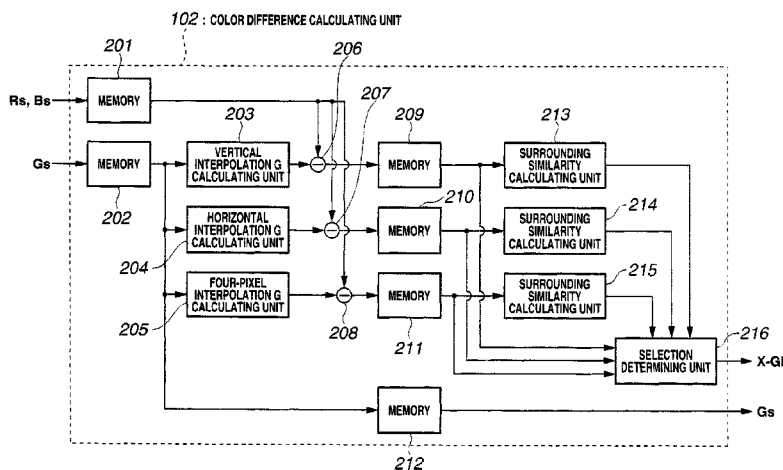 102 : COLOR DIFFERENCE CALCULATING UNIT
201
206
207
203
209
213
Rs, Bs
MEMORY
Gs
MEMORY
202
VERTICAL
INTERPOLATION G
CALCULATING UNIT
MEMORY
SURROUNDING
SIMILARITY
CALCULATING UNIT
210
214
204
HORIZONTAL
INTERPOLATION G
CALCULATING UNIT
MEMORY
SURROUNDING
SIMILARITY
CALCULATING UNIT
215
205
FOUR-PIXEL
INTERPOLATION G
CALCULATING UNIT
208
MEMORY
211
SURROUNDING
SIMILARITY
CALCULATING UNIT
216
SELECTION
DETERMINING UNIT
X-Gi
MEMORY
212
Gs